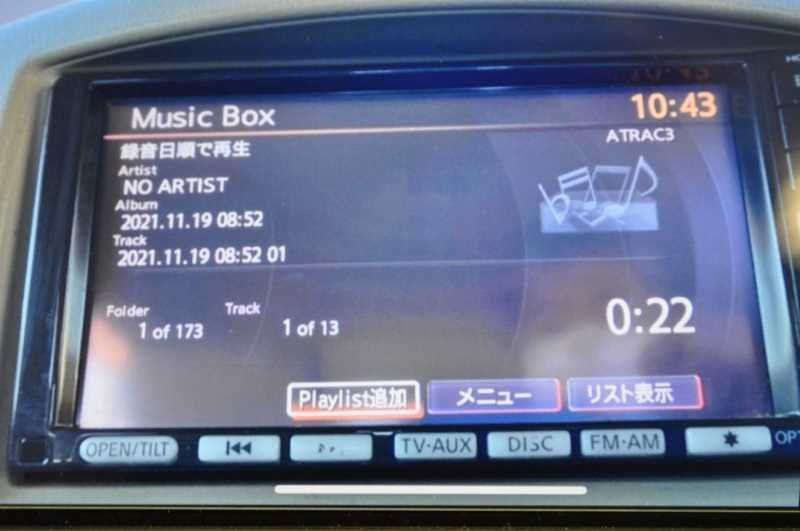 Music Box
10:43
ATRAC3
録音日順で再生
Artist
NO ARTIST
Album
2021.11.19 08:52
Track
2021.11.19 08:52 01
Folder
Track
1 of 173
1 of 13
0:22
Playlist追加
メニュー
リスト表示
OPEN/TILT
TV·AUX
DISC
FM·AM